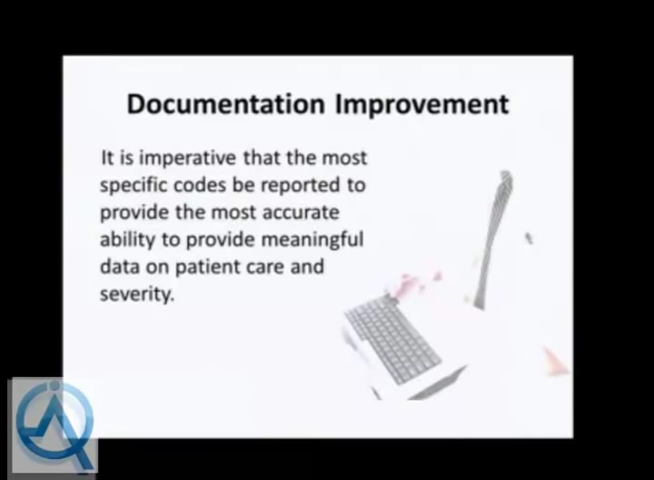 Documentation Improvement
It is imperative that the most
specific codes be reported to
provide the most accurate
ability to provide meaningful
data on patient care and
severity.